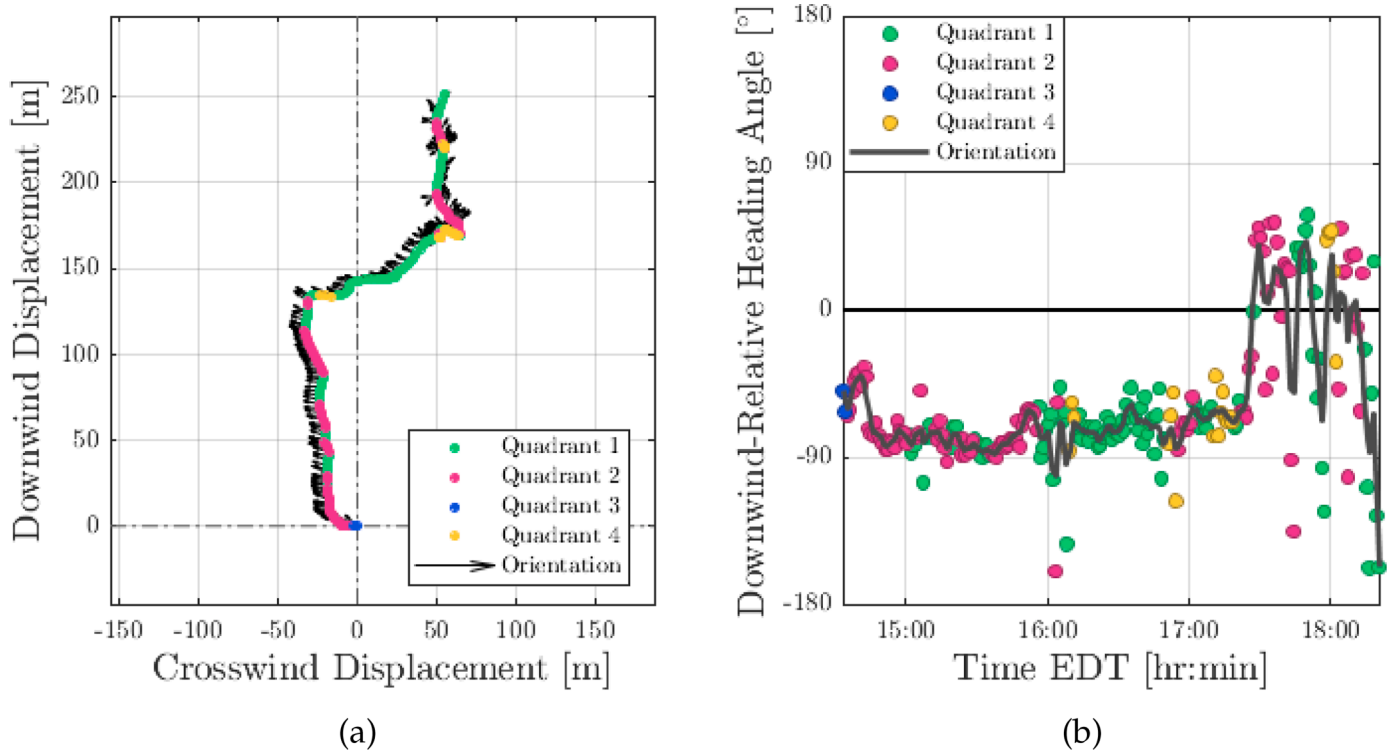 Downwind Displacement [m]
250
200
150
100
50
0
-150 -100 -50 0 50 100 150
Crosswind Displacement [m]
Quadrant 1
Quadrant 2
Quadrant 3
Quadrant 4
Orientation
(a)
Downwind-Relative Heading Angle [°]
180
90
0
-90
-180
15:00 16:00 17:00 18:00
Time EDT [hr:min]
Quadrant 1
Quadrant 2
Quadrant 3
Quadrant 4
Orientation
(b)